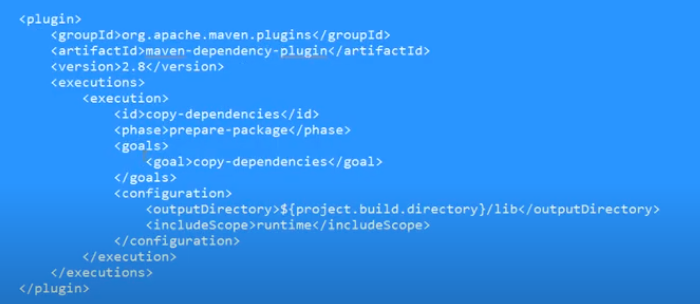 <plugin>
<groupId>org.apache.maven.plugins</groupId>
<artifactId>maven-dependency-plugin</artifactId>
<version>2.8</version>
<executions>
<execution>
<id>copy-dependencies</id>
<phase>prepare-package</phase>
<goals>
<goal>copy-dependencies</goal>
</goals>
<configuration>
<outputDirectory>${project.build.directory}/lib</outputDirectory>
<includeScope>runtime</includeScope>
</configuration>
</execution>
</executions>
</plugin>